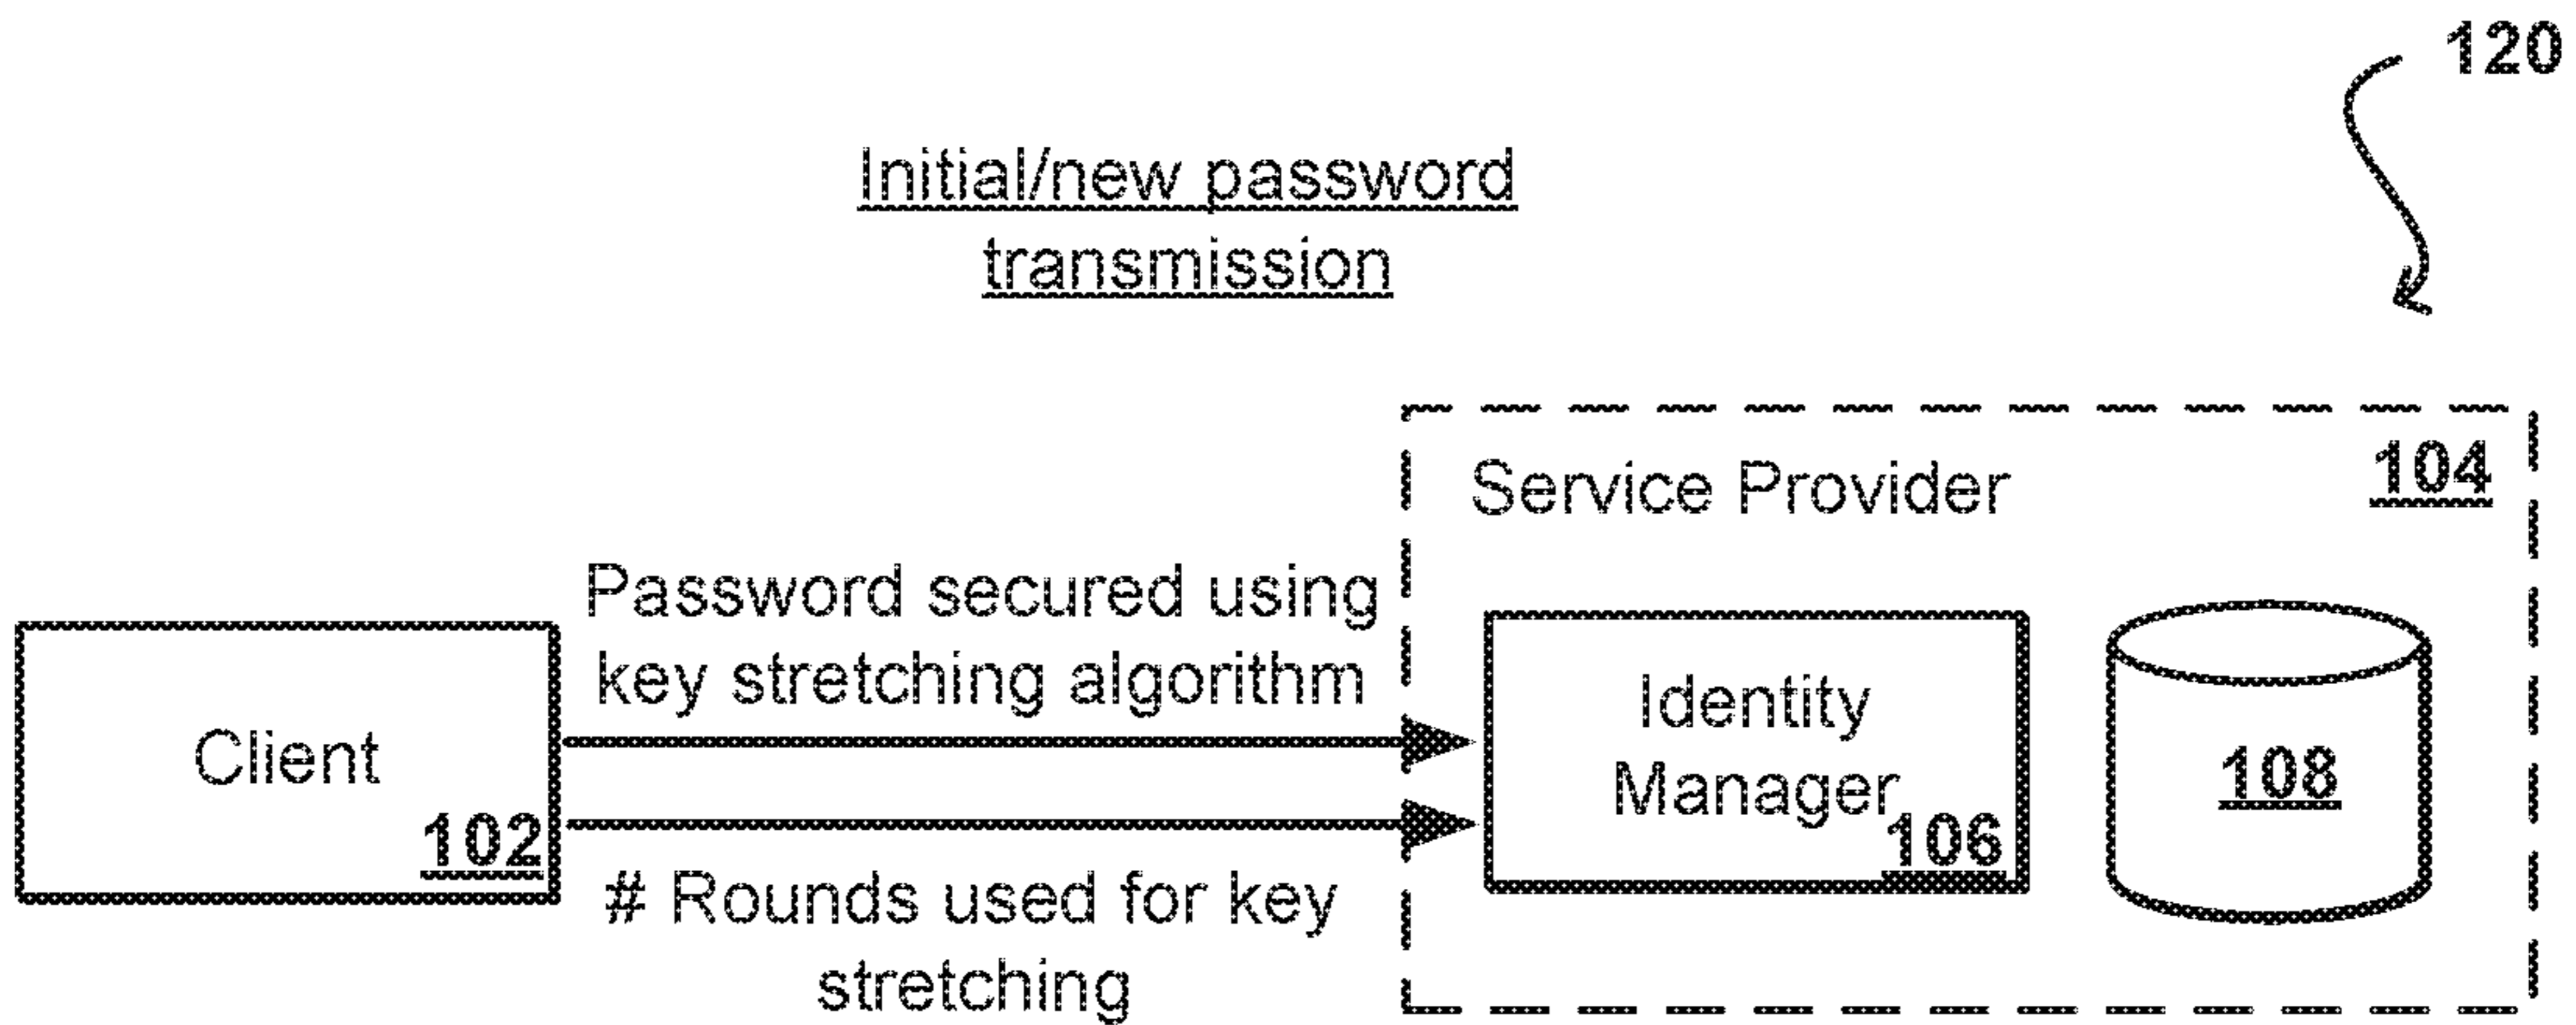 120
Initial/new password
transmission
104
Service Provider
Password secured using
key stretching algorithm
Identity
Manager
106
108
Client
102
# Rounds used for key
stretching